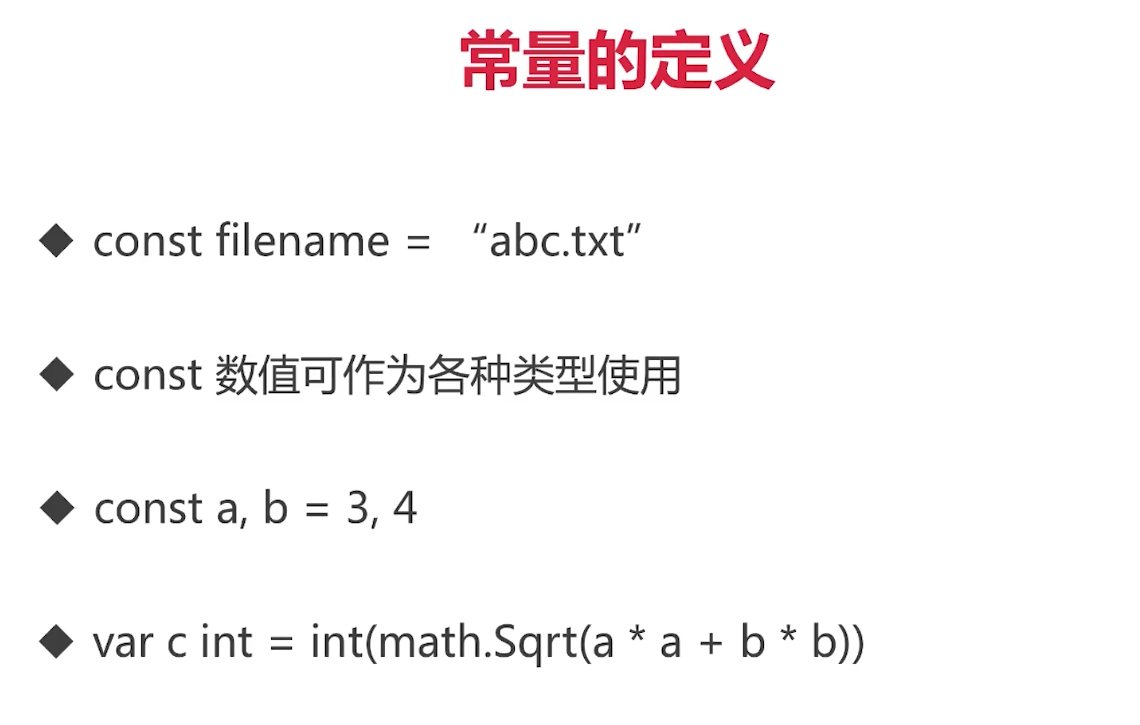 常量的定义
◆ const filename = “abc.txt”
◆ const 数值可作为各种类型使用
◆ const a, b = 3, 4
◆ var c int = int(math.Sqrt(a * a + b * b))